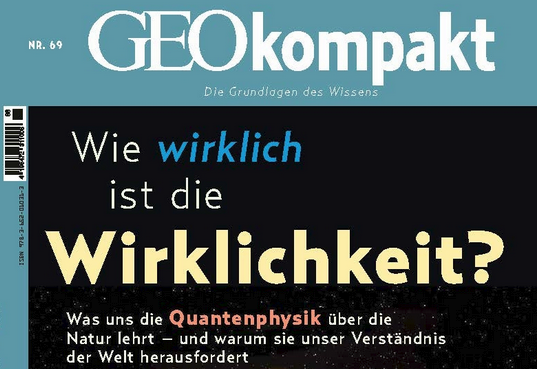 NR. 69
GEOkompakt
Die Grundlagen des Wissens
Wie wirklich
ist die
Wirklichkeit?
Was uns die Quantenphysik über die
Natur lehrt – und warum sie unser Verständnis
der Welt herausfordert